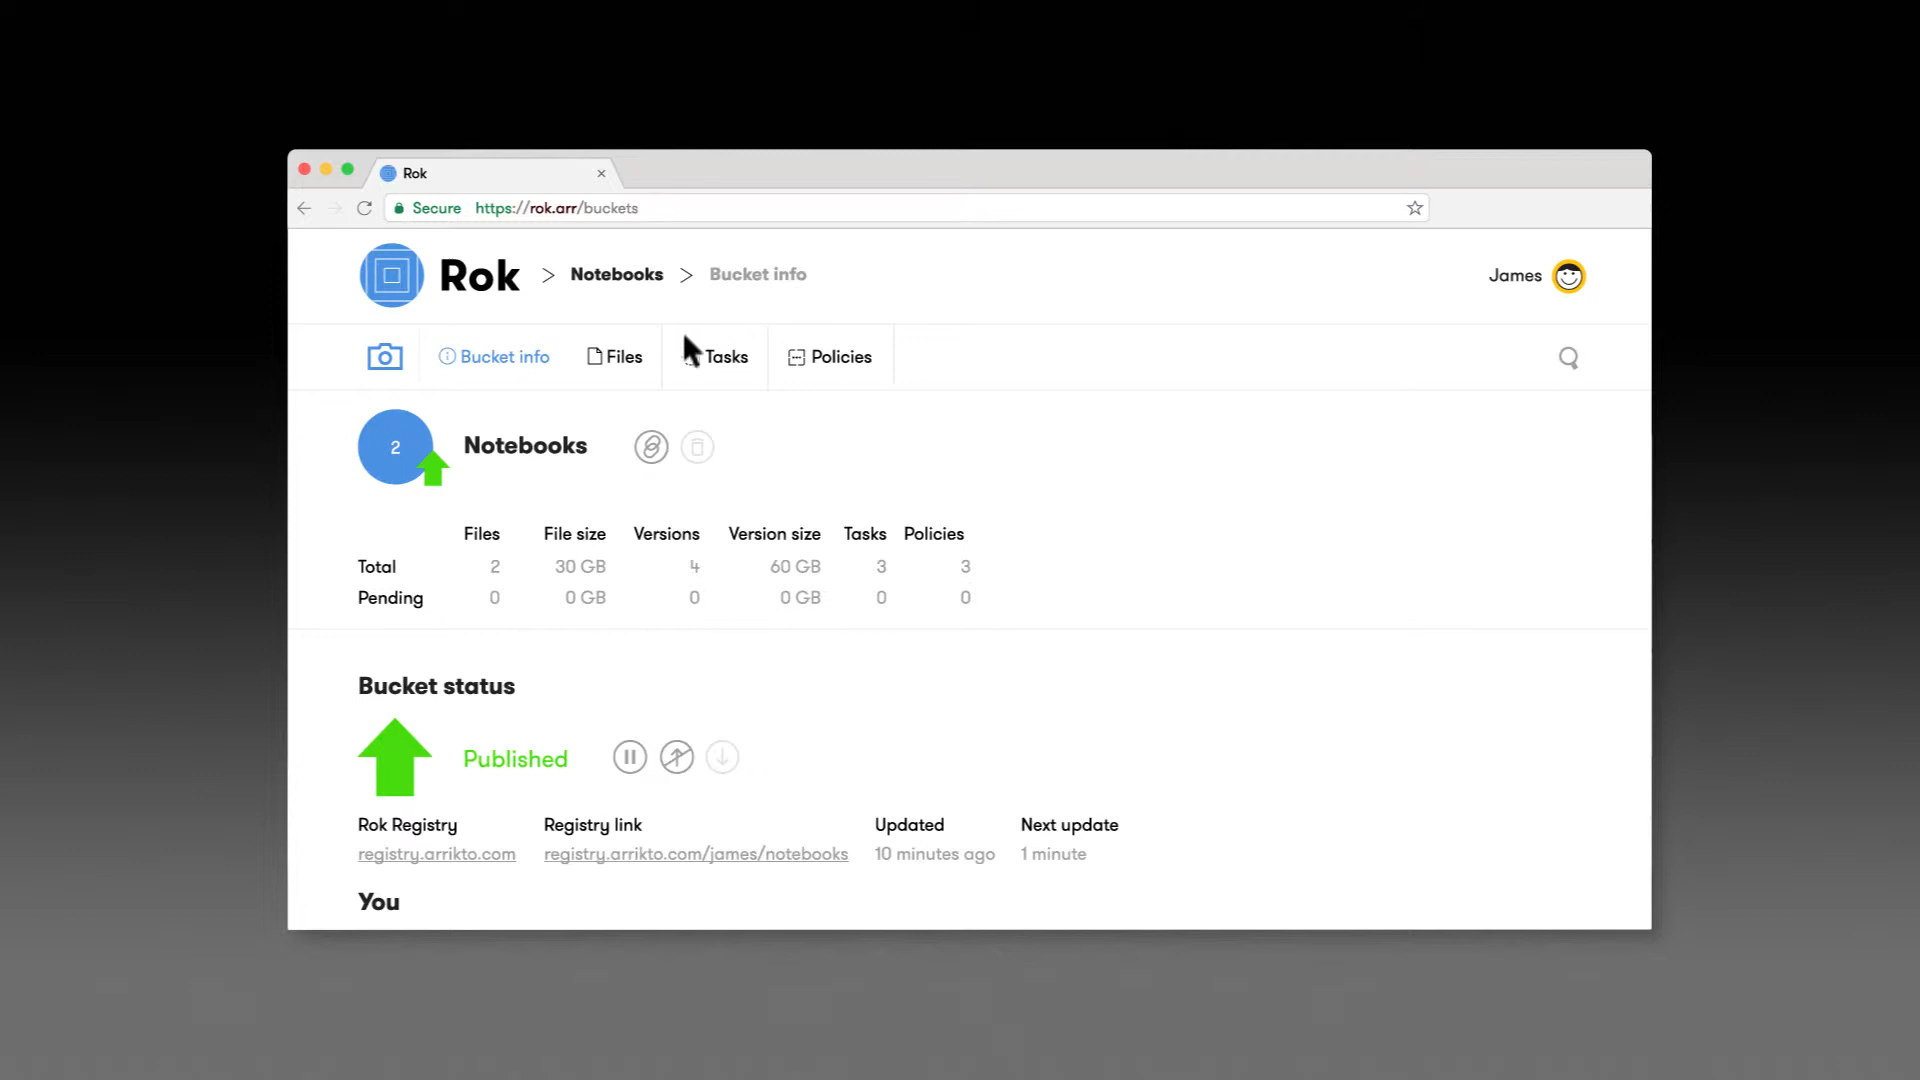 Rok
Secure https://rok.arr/buckets
Rok > Notebooks > Bucket info
James
Bucket info Files Tasks Policies
2 Notebooks
Files File size Versions Version size Tasks Policies
Total 2 30 GB 4 60 GB 3 3
Pending 0 0 GB 0 0 GB 0 0
Bucket status
Published
Rok Registry Registry link Updated Next update
registry.arrikto.com registry.arrikto.com/james/notebooks 10 minutes ago 1 minute
You